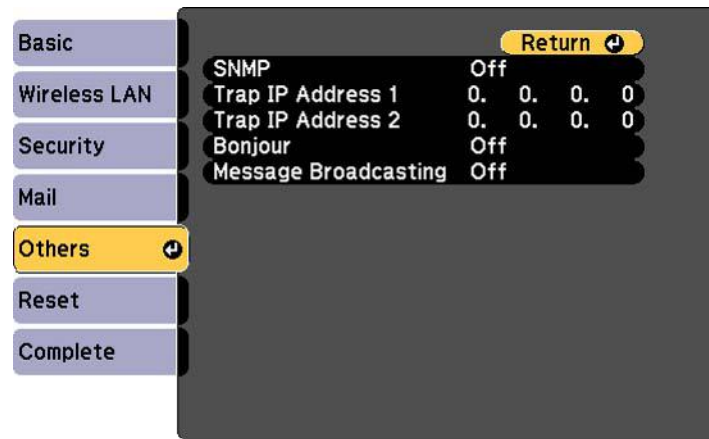 Basic
Wireless LAN
Security
Mail
Others
Reset
Complete
Return
SNMP Off
Trap IP Address 1 0. 0. 0. 0
Trap IP Address 2 0. 0. 0. 0
Bonjour Off
Message Broadcasting Off